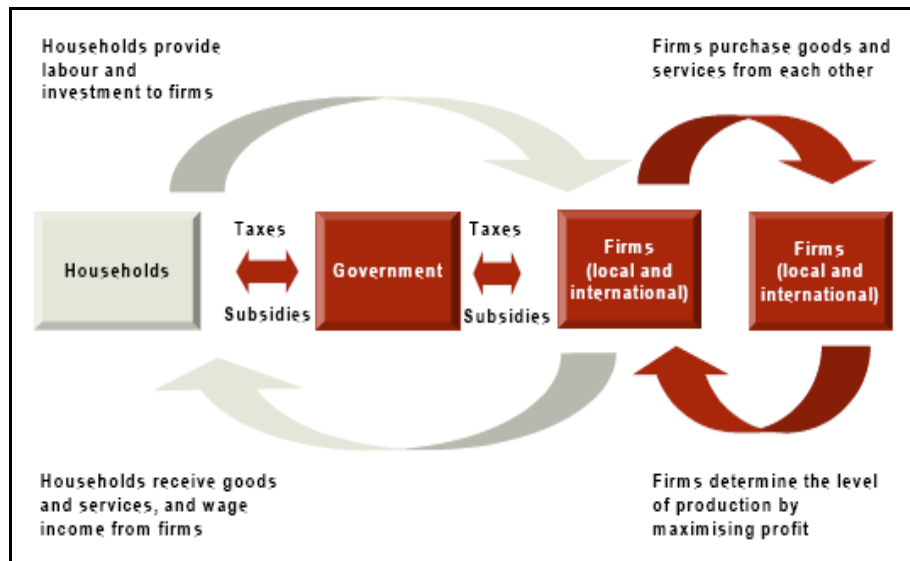 Households provide
labour and
investment to firms
Firms purchase goods and
services from each other
Households
Taxes
Subsidies
Government
Taxes
Subsidies
Firms
(local and
international)
Firms
(local and
international)
Households receive goods
and services, and wage
income from firms
Firms determine the level
of production by
maximising profit